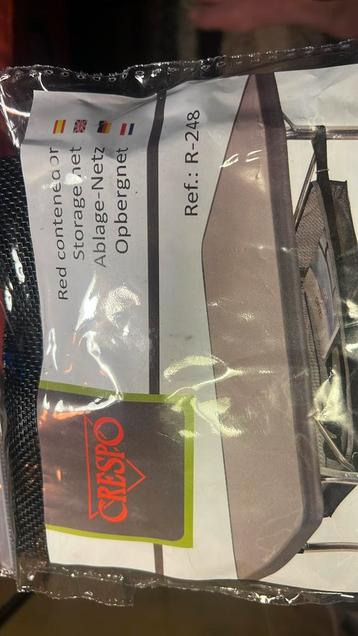 Red contenedor
Storage net
Ablage-Netz
Opbergnet
Ref.: R-248
CRESPO